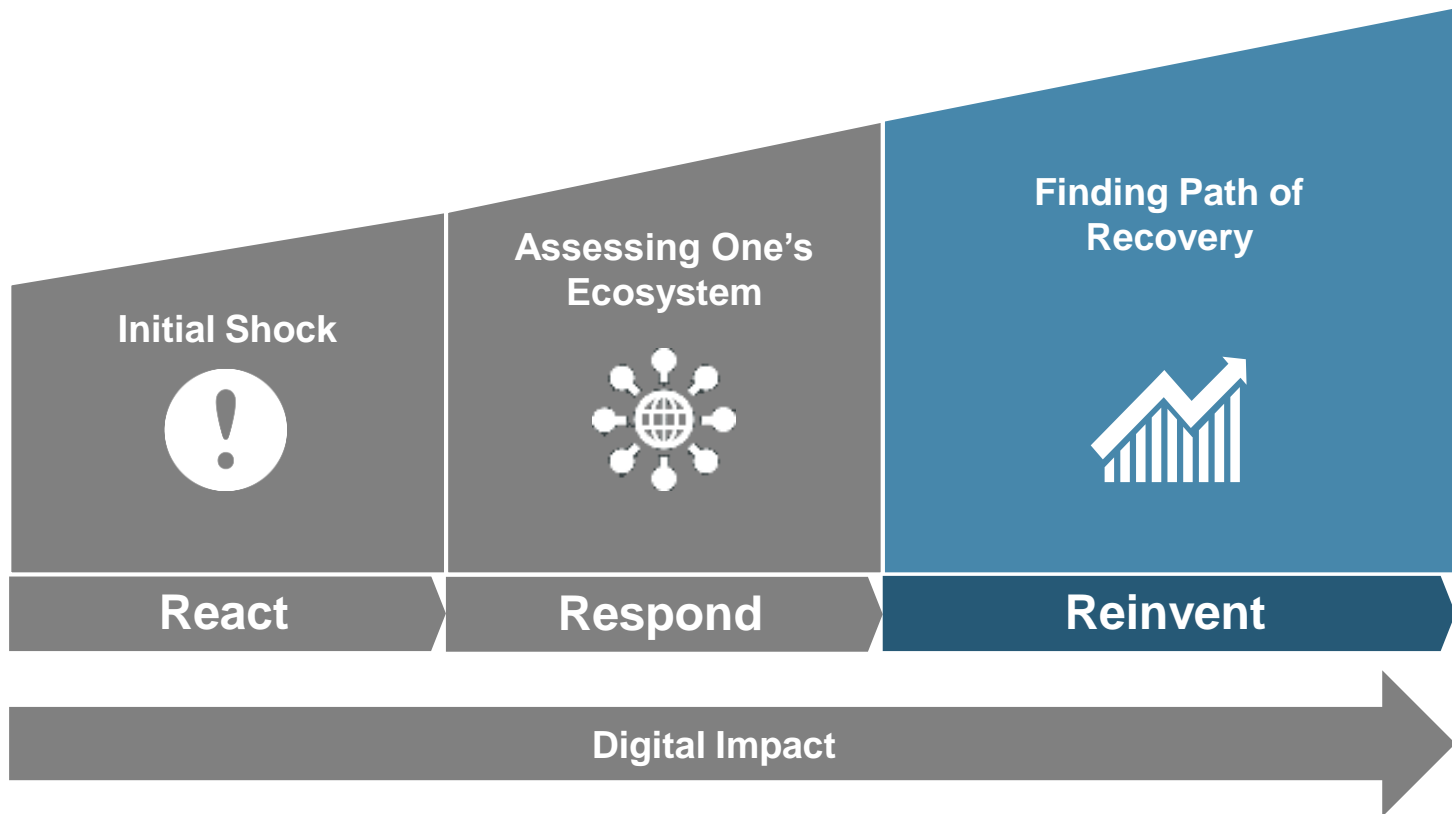 Initial Shock
Assessing One’s
Ecosystem
Finding Path of
Recovery
React
Respond
Reinvent
Digital Impact